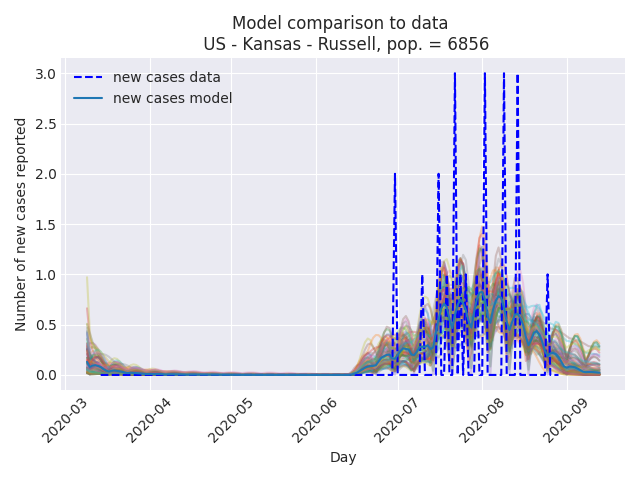 Model comparison to data
US - Kansas - Russell, pop. = 6856
new cases data
new cases model
Number of new cases reported
3.0
2.5
2.0
1.5
1.0
0.5
0.0
2020-03
2020-04
2020-05
2020-06
2020-07
2020-08
2020-09
Day